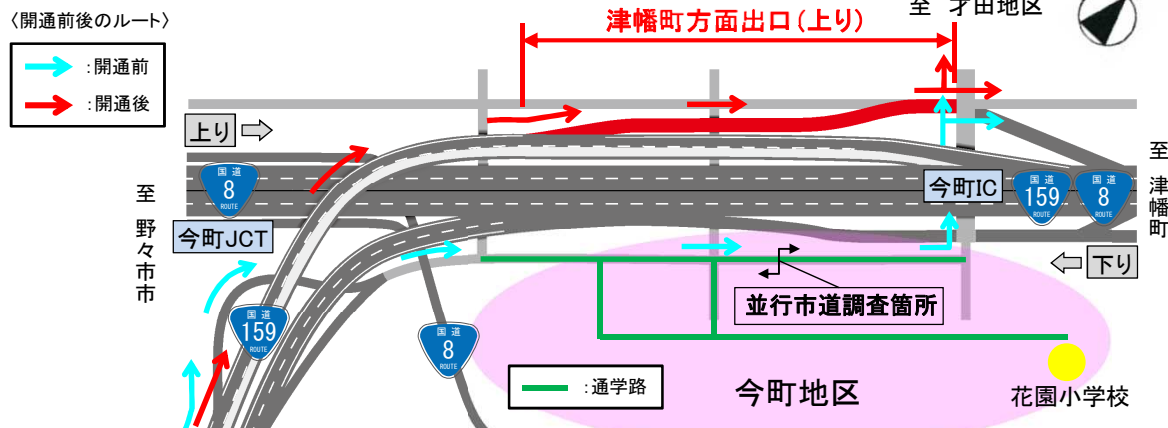 〈開通前後のルート〉
:開通前
:開通後
津幡町方面出口(上り)
至 才田地区
上り
国道
8
ROUTE
今町JCT
至 野々市市
今町IC
国道
159
ROUTE
国道
8
ROUTE
至 津幡町
下り
並行市道調査箇所
国道
159
ROUTE
国道
8
ROUTE
:通学路
今町地区
花園小学校